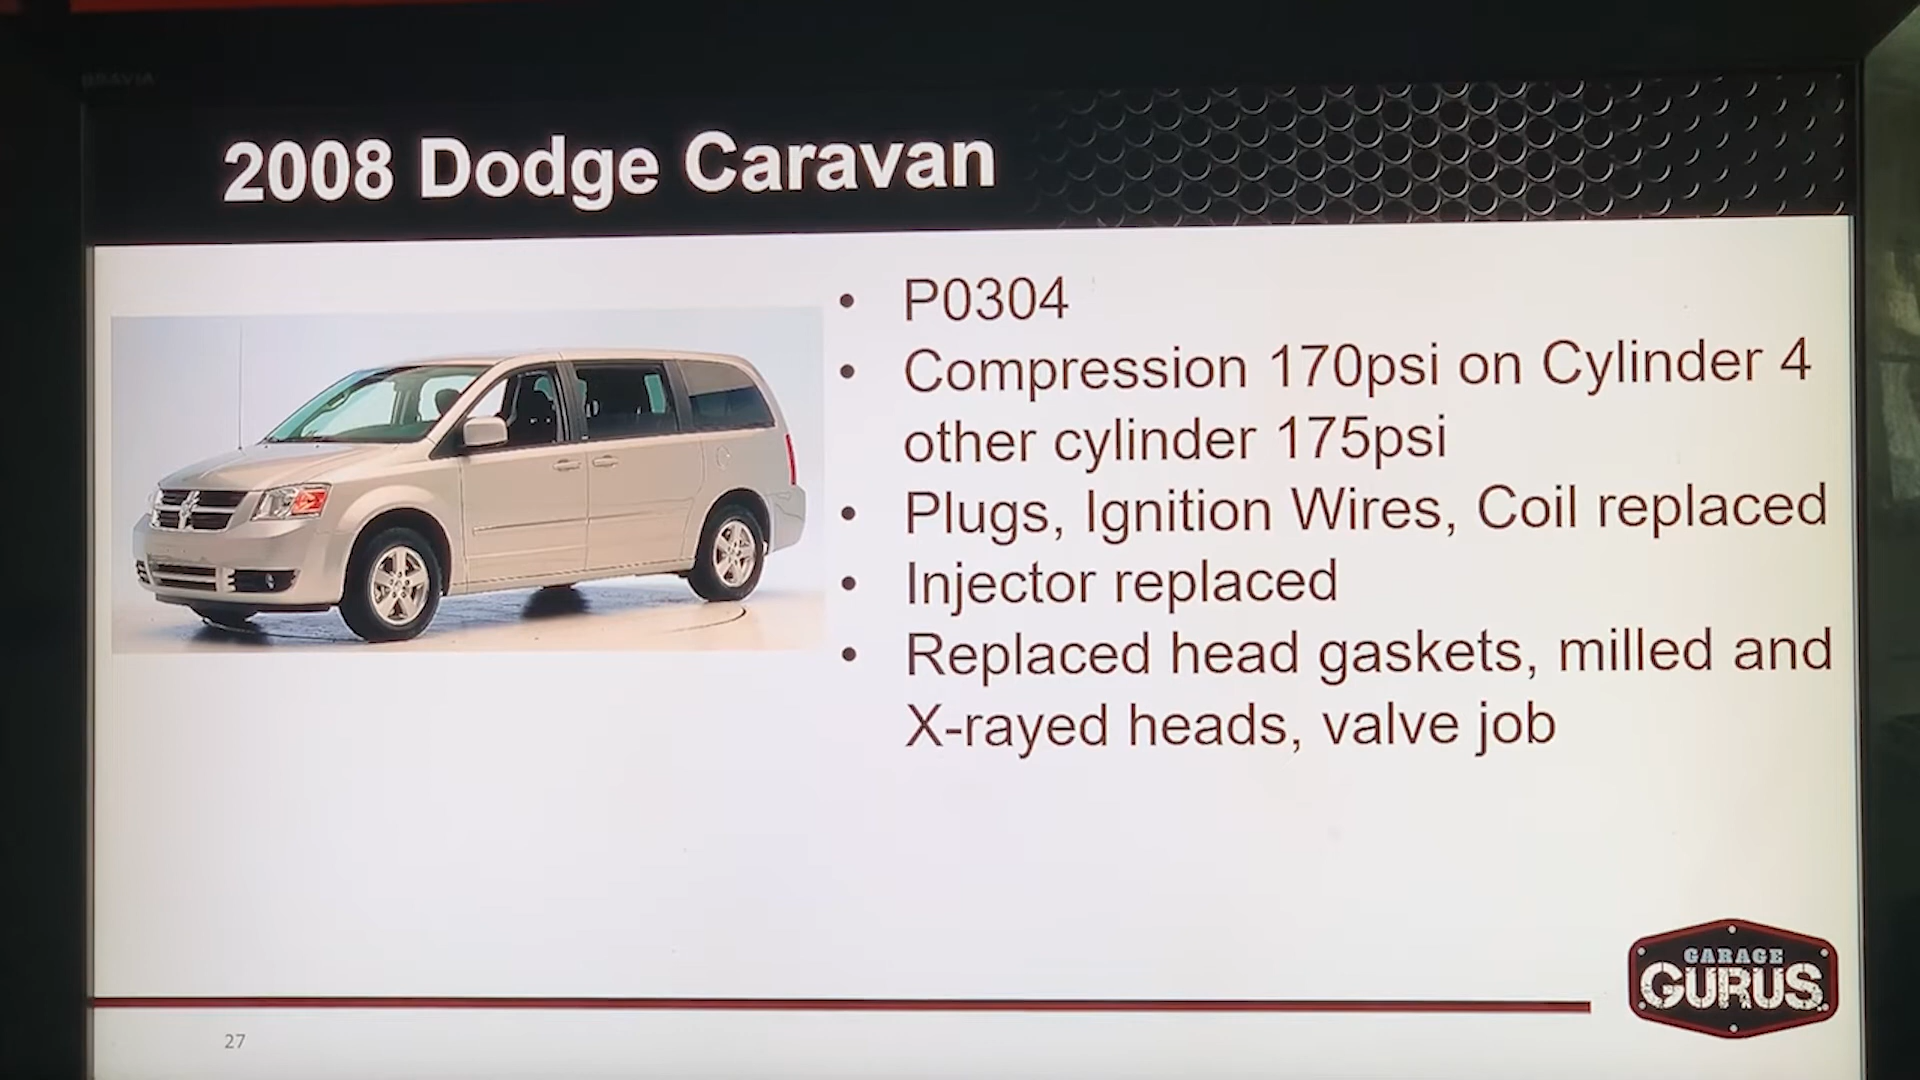 BRAVIA
2008 Dodge Caravan
• P0304
• Compression 170psi on Cylinder 4
other cylinder 175psi
• Plugs, Ignition Wires, Coil replaced
• Injector replaced
• Replaced head gaskets, milled and
X-rayed heads, valve job
GARAGE
GURUS
27